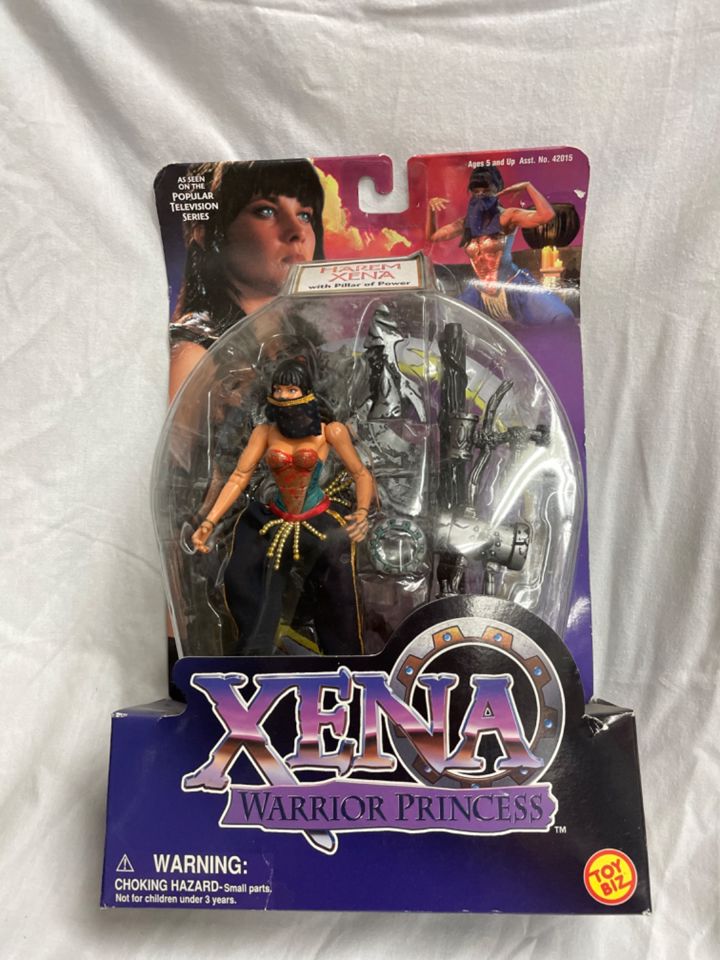 AS SEEN
ON THE
POPULAR
TELEVISION
SERIES
Ages 5 and Up Asst. No. 42015
HAREM
XENA
with Pillar of Power
XENA
WARRIOR PRINCESS
TM
WARNING:
CHOKING HAZARD-Small parts.
Not for children under 3 years.
TOY
BIZ